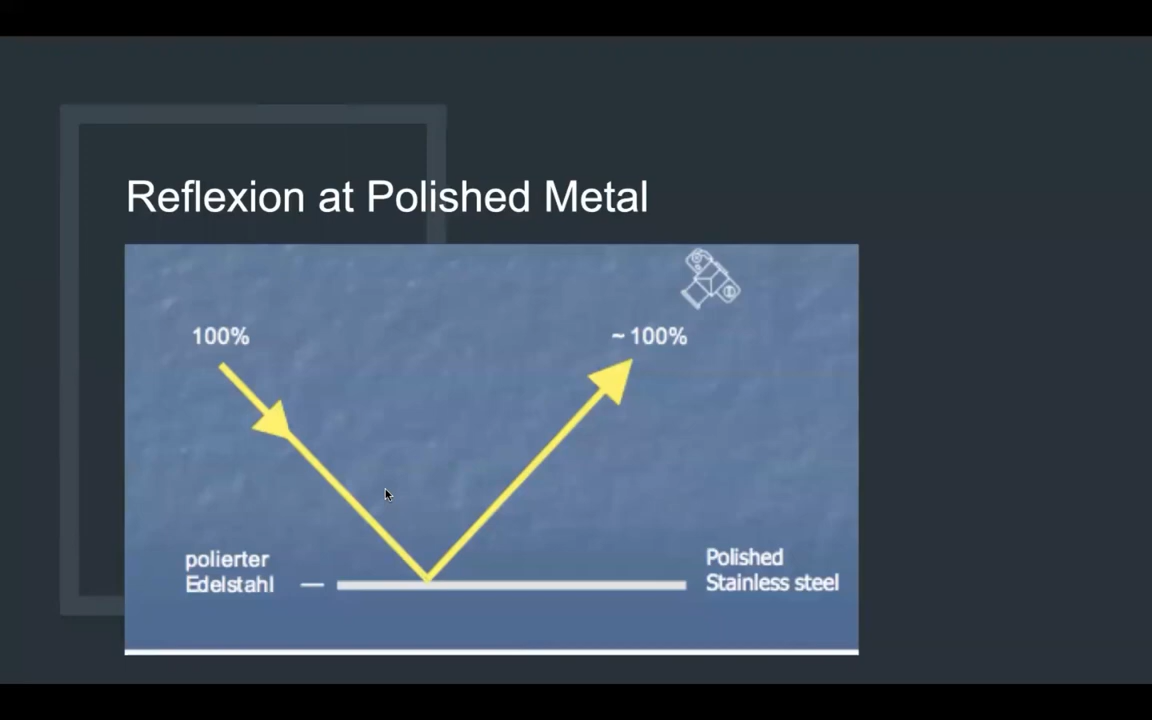 Reflexion at Polished Metal
100%
~ 100%
polierter
Edelstahl
Polished
Stainless steel